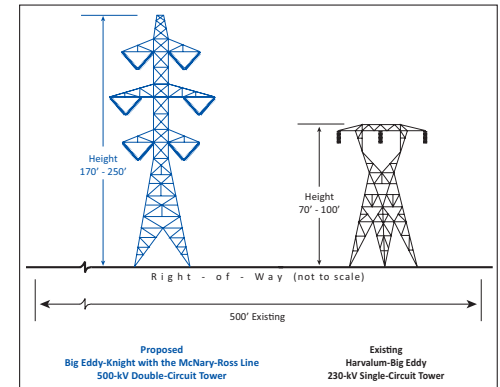 Height
170' - 250'
Height
70' - 100'
Right - of - Way (not to scale)
500' Existing
Proposed
Big Eddy-Knight with the McNary-Ross Line
500-kV Double-Circuit Tower
Existing
Harvalum-Big Eddy
230-kV Single-Circuit Tower